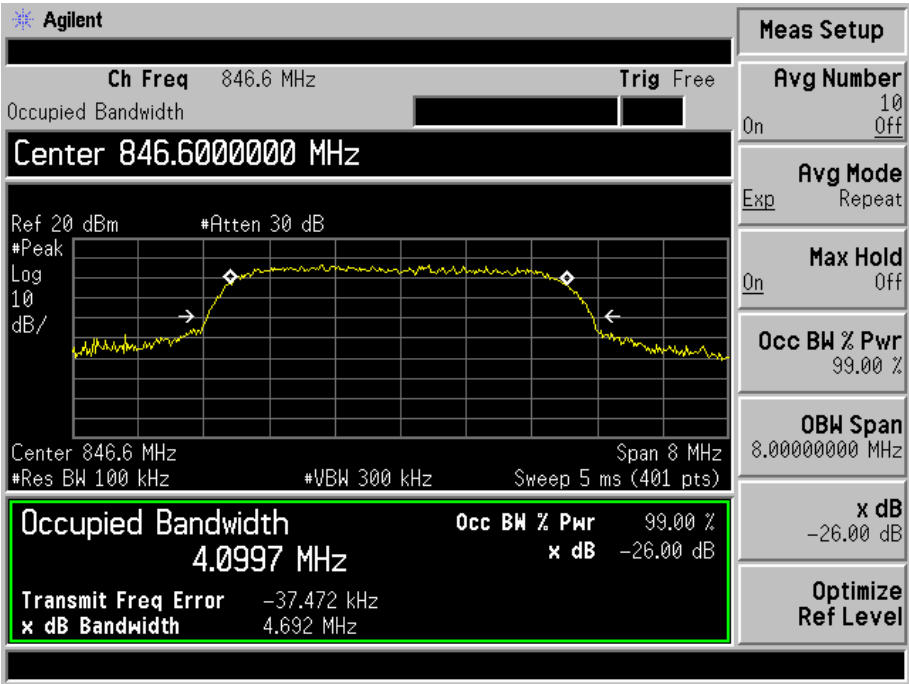 Agilent
Meas Setup
Ch Freq 846.6 MHz Trig Free
Occupied Bandwidth
Center 846.6000000 MHz
Ref 20 dBm #Atten 30 dB
#Peak
Log
10
dB/
Center 846.6 MHz Span 8 MHz
#Res BW 100 kHz #VBW 300 kHz Sweep 5 ms (401 pts)
Occupied Bandwidth Occ BW % Pwr 99.00 %
4.0997 MHz x dB -26.00 dB
Transmit Freq Error -37.472 kHz
x dB Bandwidth 4.692 MHz
Avg Number
10
On Off
Avg Mode
Exp Repeat
Max Hold
On Off
Occ BW % Pwr
99.00 %
OBW Span
8.00000000 MHz
x dB
-26.00 dB
Optimize
Ref Level